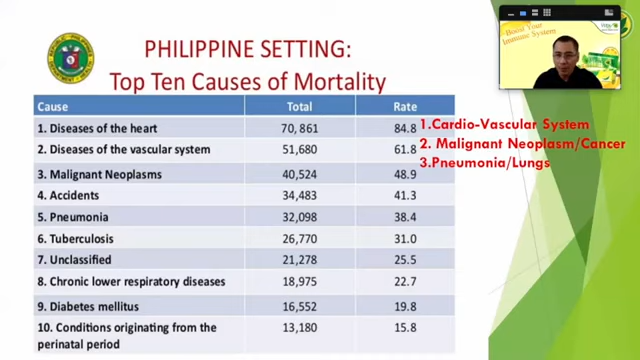 PHILIPPINE SETTING:
Top Ten Causes of Mortality
Cause Total Rate
1. Diseases of the heart 70, 861 84.8
2. Diseases of the vascular system 51,680 61.8
3. Malignant Neoplasms 40,524 48.9
4. Accidents 34,483 41.3
5. Pneumonia 32,098 38.4
6. Tuberculosis 26,770 31.0
7. Unclassified 21,278 25.5
8. Chronic lower respiratory diseases 18,975 22.7
9. Diabetes mellitus 16,552 19.8
10. Conditions originating from the 13,180 15.8
perinatal period
1.Cardio-Vascular System
2. Malignant Neoplasm/Cancer
3.Pneumonia/Lungs
Boost Your
Immune System